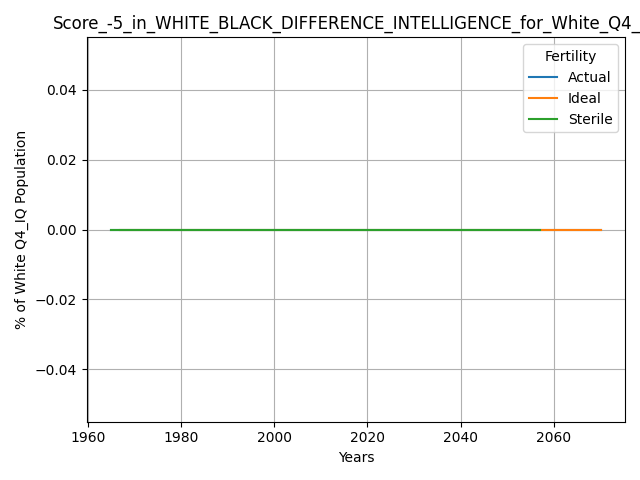 Score_-5_in_WHITE_BLACK_DIFFERENCE_INTELLIGENCE_for_White_Q4_
Fertility
Actual
Ideal
Sterile
% of White Q4_IQ Population
0.04
0.02
0.00
−0.02
−0.04
1960 1980 2000 2020 2040 2060
Years